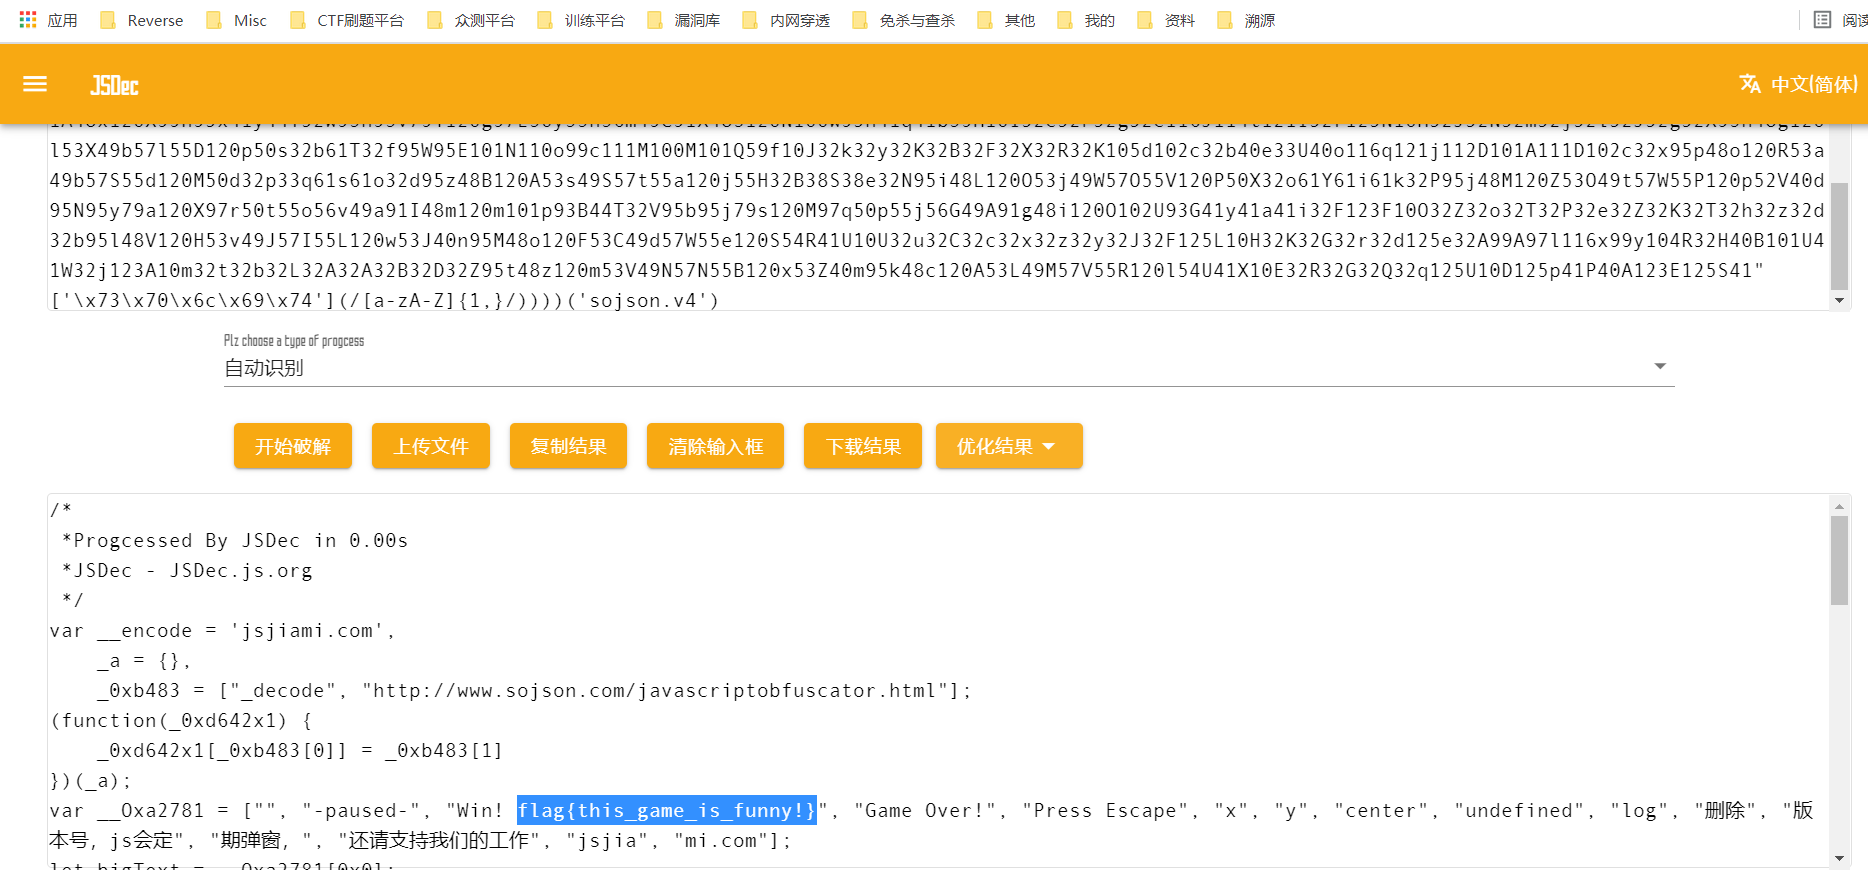 应用 Reverse Misc CTF刷题平台 众测平台 训练平台 漏洞库 内网穿透 免杀与查杀 其他 我的 资料 溯源
JSDec 中文(简体)
l53X49b57l55D120p50s32b61T32f95W95E101N110o99c111M100M101Q59f10J32k32y32K32B32F32X32R32K105d102c32b40e33U40o116q121j112D101A111D102c32x95p48o120R53a
49b57S55d120M50d32p33q61s61o32d95z48B120A53s49S57t55a120j55H32B38S38e32N95i48L120O53j49W57O55V120P50X32o61Y61i61k32P95j48M120Z53O49t57W55P120p52V40d
95N95y79a120X97r50t55o56v49a91I48m120m101p93B44T32V95b95j79s120M97q50p55j56G49A91g48i120O102U93G41y41a41i32F123F10O32Z32o32T32P32e32Z32K32T32h32z32d
32b95l48V120H53v49J57I55L120w53J40n95M48o120F53C49d57W55e120S54R41U10U32u32C32c32x32z32y32J32F125L10H32K32G32r32d125e32A99A97l116x99y104R32H40B101U4
1W32j123A10m32t32b32L32A32A32B32D32Z95t48z120m53V49N57N55B120x53Z40m95k48c120A53L49M57V55R120l54U41X10E32R32G32Q32q125U10D125p41P40A123E125S41"
['\x73\x70\x6c\x69\x74'](/[a-zA-Z]{1,}/))))('sojson.v4')
Plz choose a type of progcess
自动识别
开始破解 上传文件 复制结果 清除输入框 下载结果 优化结果
/*
*Progcessed By JSDec in 0.00s
*JSDec - JSDec.js.org
*/
var __encode = 'jsjiami.com',
_a = {},
_0xb483 = ["_decode", "http://www.sojson.com/javascriptobfuscator.html"];
(function(_0xd642x1) {
_0xd642x1[_0xb483[0]] = _0xb483[1]
})(_a);
var __Oxa2781 = ["", "-paused-", "Win! flag{this_game_is_funny!}", "Game Over!", "Press Escape", "x", "y", "center", "undefined", "log", "删除", "版
本号，js会定", "期弹窗，", "还请支持我们的工作", "jsjia", "mi.com"];